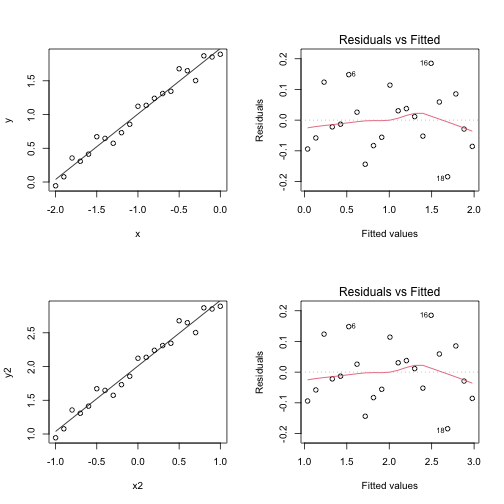 y
0.0 0.5 1.0 1.5
-2.0 -1.5 -1.0 -0.5 0.0
x
Residuals vs Fitted
Residuals
-0.2 -0.1 0.0 0.1 0.2
16
6
18
0.0 0.5 1.0 1.5 2.0
Fitted values
y2
1.0 1.5 2.0 2.5
-1.0 -0.5 0.0 0.5 1.0
x2
Residuals vs Fitted
Residuals
-0.2 -0.1 0.0 0.1 0.2
16
6
18
1.0 1.5 2.0 2.5 3.0
Fitted values